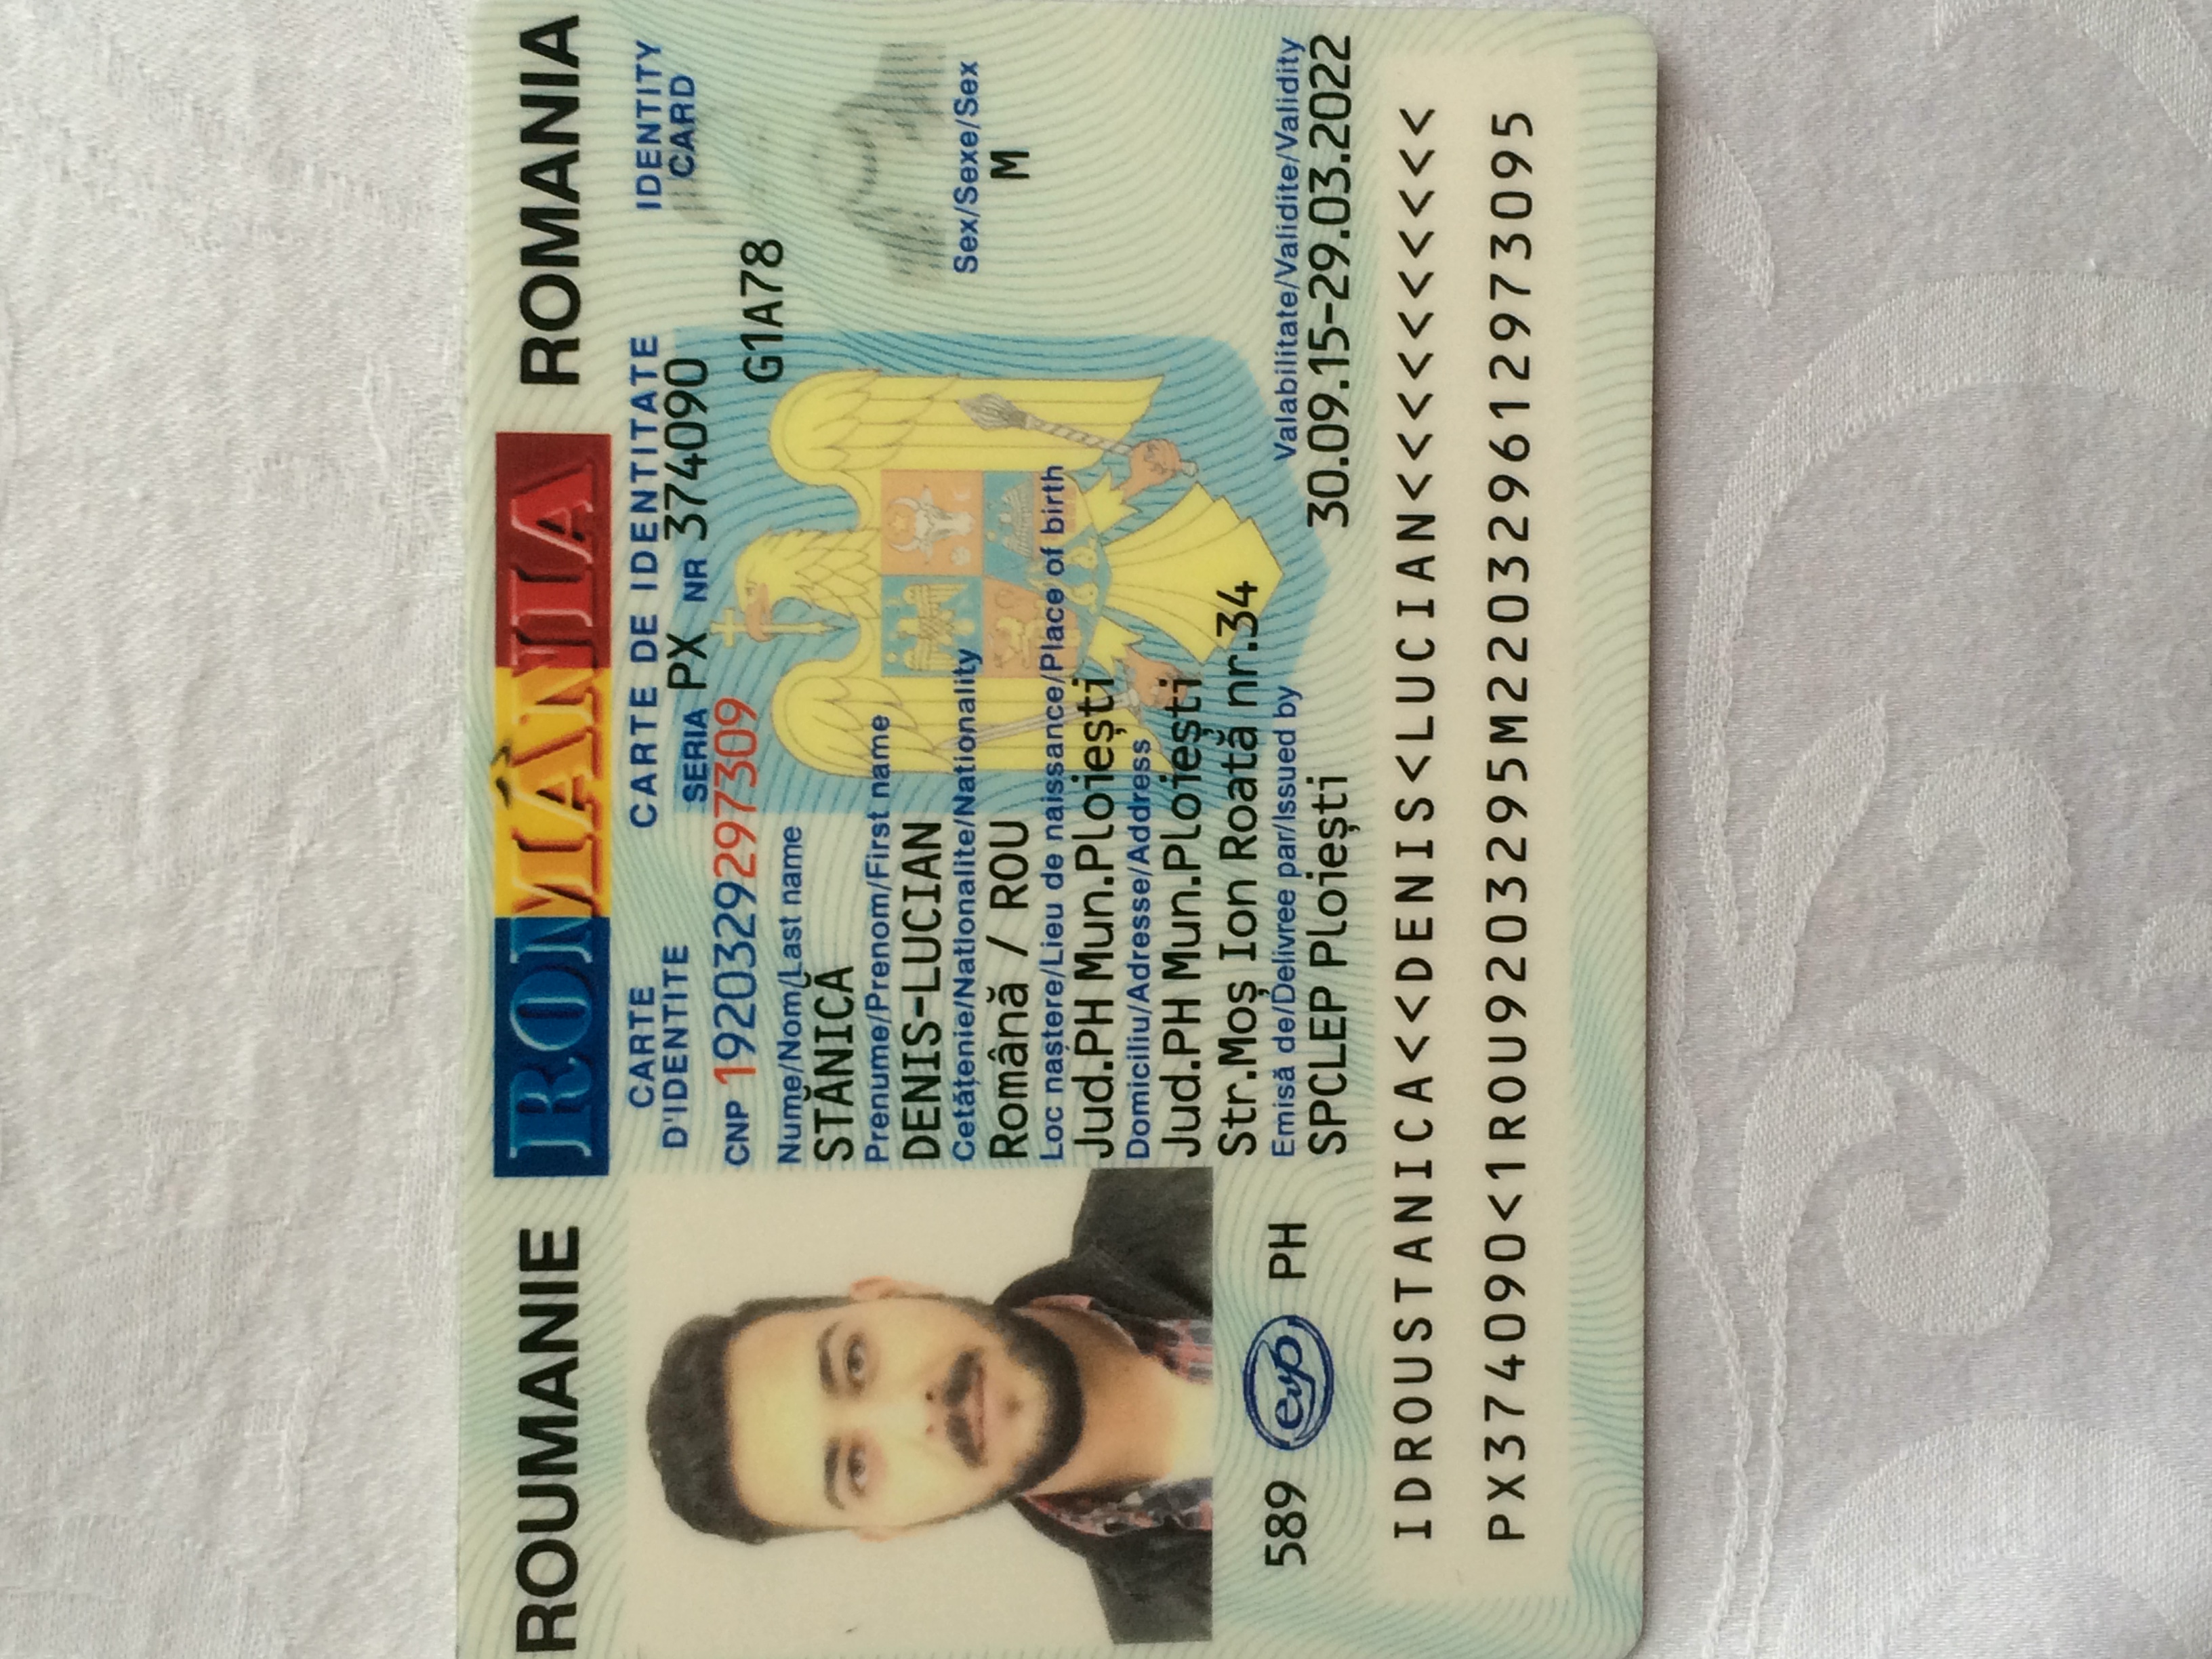 ROUMANIE ROMÂNIA ROMANIA
CARTE D'IDENTITE
CARTE DE IDENTITATE
IDENTITY CARD
SERIA PX NR 374090
CNP 1920329297309
G1A78
Nume/Nom/Last name
STĂNICĂ
Prenume/Prenom/First name
DENIS-LUCIAN
Cetățenie/Nationalite/Nationality
Română / ROU
Sex/Sexe/Sex
M
Loc naștere/Lieu de naissance/Place of birth
Jud.PH Mun.Ploiești
Domiciliu/Adresse/Address
Jud.PH Mun.Ploiești
Str.Moș Ion Roată nr.34
589 evp PH
Emisă de/Delivree par/Issued by
SPCLEP Ploiești
Valabilitate/Validite/Validity
30.09.15-29.03.2022
IDROUSTANICA<<DENIS<LUCIAN<<<<<<<<<<
PX374090<1ROU9203295M220329612973095